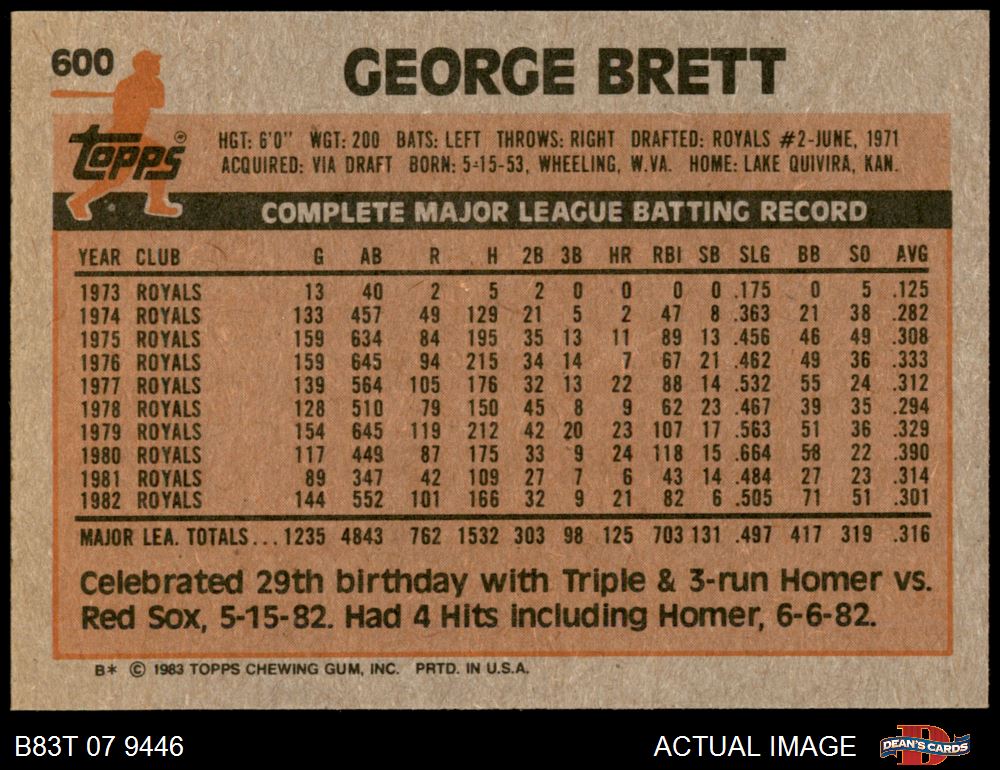 600 GEORGE BRETT
Topps® HGT: 6'0" WGT: 200 BATS: LEFT THROWS: RIGHT DRAFTED: ROYALS #2-JUNE, 1971
ACQUIRED: VIA DRAFT BORN: 5-15-53, WHEELING, W.VA. HOME: LAKE QUIVIRA, KAN.
COMPLETE MAJOR LEAGUE BATTING RECORD
YEAR CLUB G AB R H 2B 3B HR RBI SB SLG BB SO AVG
1973 ROYALS 13 40 2 5 2 0 0 0 0 .175 0 5 .125
1974 ROYALS 133 457 49 129 21 5 2 47 8 .363 21 38 .282
1975 ROYALS 159 634 84 195 35 13 11 89 13 .456 46 49 .308
1976 ROYALS 159 645 94 215 34 14 7 67 21 .462 49 36 .333
1977 ROYALS 139 564 105 176 32 13 22 88 14 .532 55 24 .312
1978 ROYALS 128 510 79 150 45 8 9 62 23 .467 39 35 .294
1979 ROYALS 154 645 119 212 42 20 23 107 17 .563 51 36 .329
1980 ROYALS 117 449 87 175 33 9 24 118 15 .664 58 22 .390
1981 ROYALS 89 347 42 109 27 7 6 43 14 .484 27 23 .314
1982 ROYALS 144 552 101 166 32 9 21 82 6 .505 71 51 .301
MAJOR LEA. TOTALS... 1235 4843 762 1532 303 98 125 703 131 .497 417 319 .316
Celebrated 29th birthday with Triple & 3-run Homer vs.
Red Sox, 5-15-82. Had 4 Hits including Homer, 6-6-82.
B* © 1983 TOPPS CHEWING GUM, INC. PRTD. IN U.S.A.
B83T 07 9446 ACTUAL IMAGE D DEAN'S CARDS